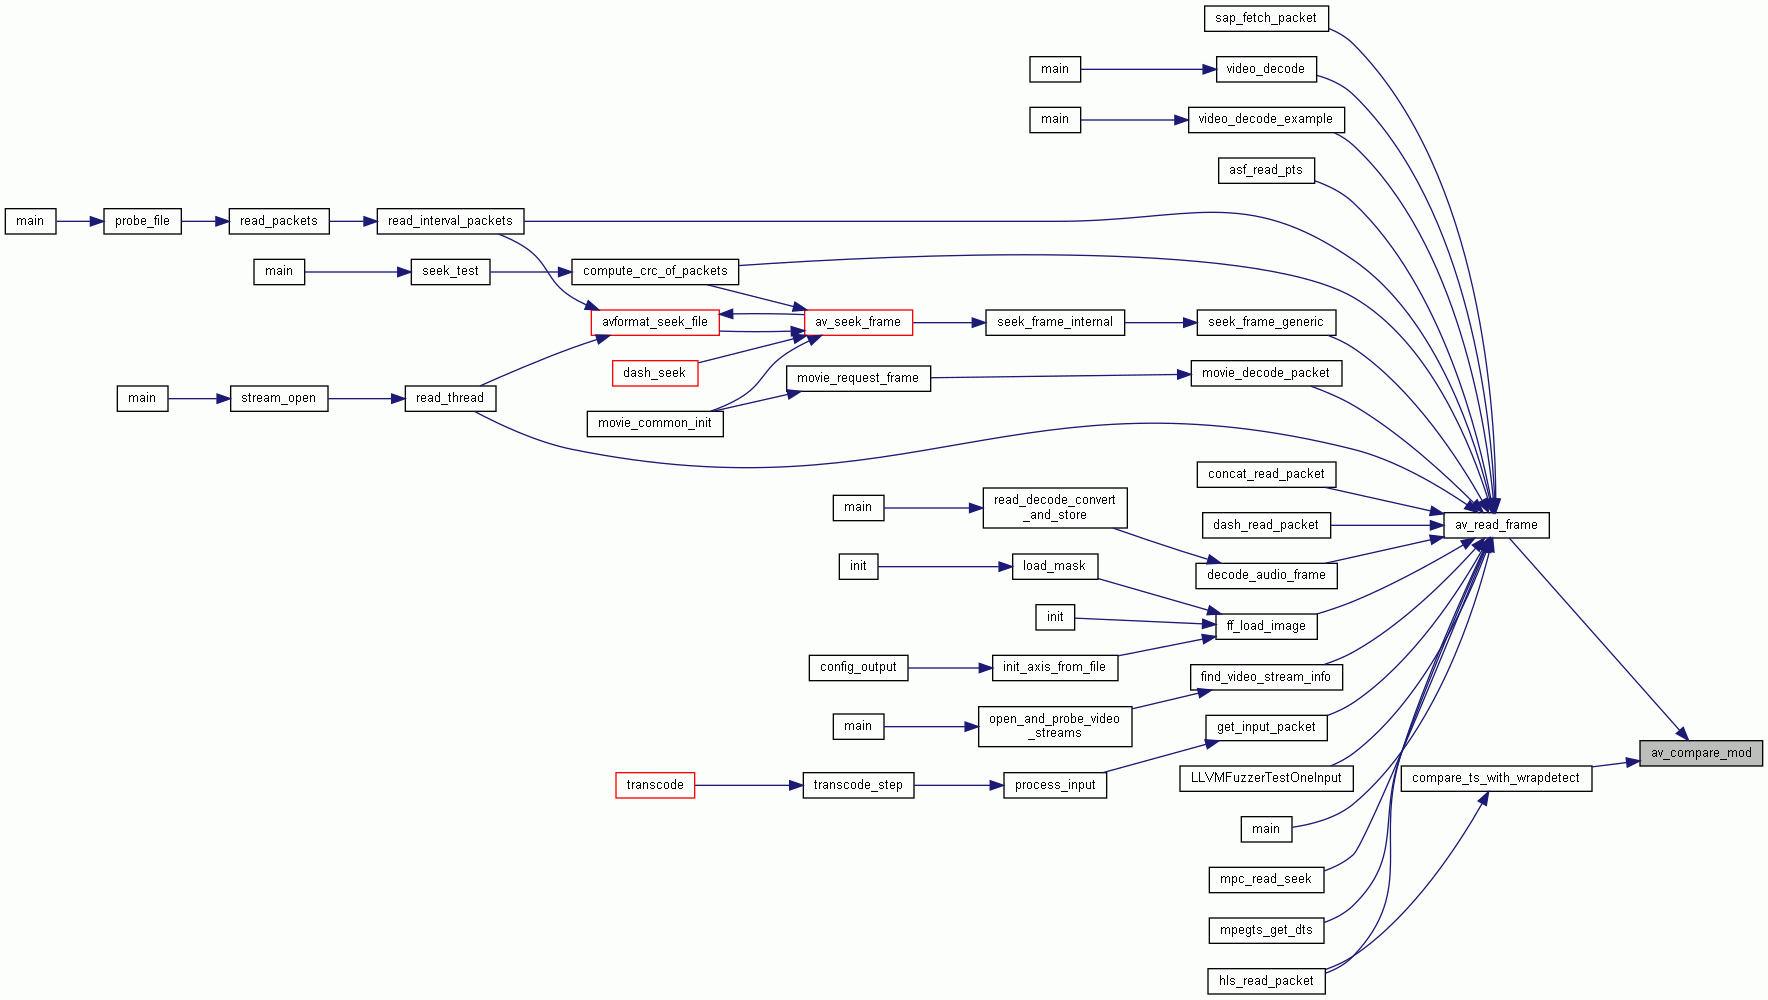 sap_fetch_packet
main
video_decode
main
video_decode_example
asf_read_pts
main
probe_file
read_packets
read_interval_packets
main
seek_test
compute_crc_of_packets
avformat_seek_file
av_seek_frame
seek_frame_internal
seek_frame_generic
dash_seek
movie_request_frame
movie_decode_packet
main
stream_open
read_thread
movie_common_init
concat_read_packet
main
read_decode_convert
_and_store
dash_read_packet
av_read_frame
init
load_mask
decode_audio_frame
init
ff_load_image
config_output
init_axis_from_file
find_video_stream_info
main
open_and_probe_video
_streams
get_input_packet
av_compare_mod
transcode
transcode_step
process_input
LLVMFuzzerTestOneInput
compare_ts_with_wrapdetect
main
mpc_read_seek
mpegts_get_dts
hls_read_packet